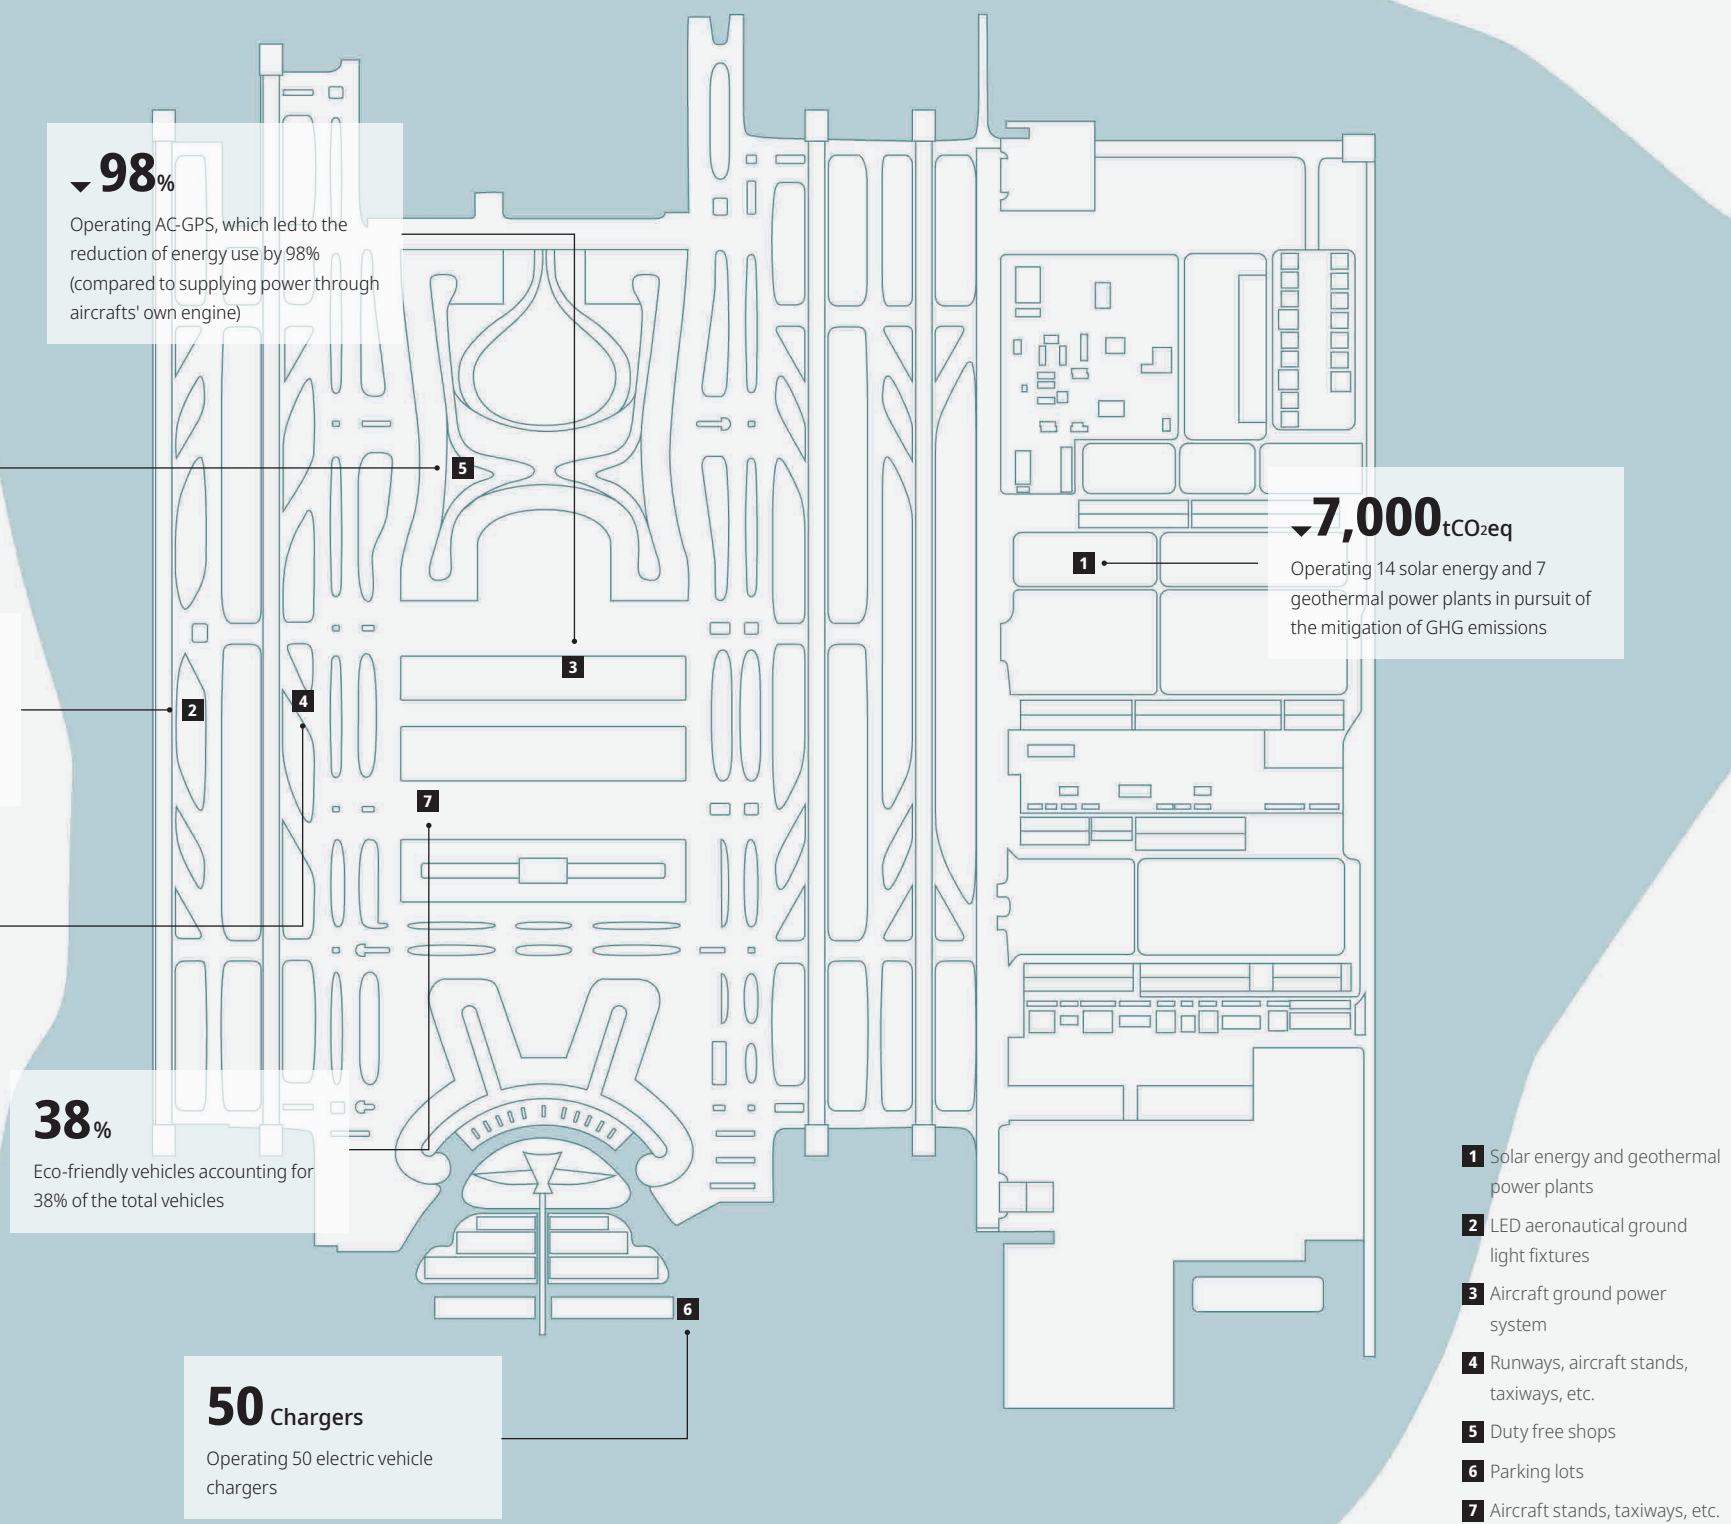 98%
Operating AC-GPS, which led to the
reduction of energy use by 98%
(compared to supplying power through
aircrafts' own engine)
5
7,000tCO2eq
Operating 14 solar energy and 7
geothermal power plants in pursuit of
the mitigation of GHG emissions
1
3
2
4
7
38%
Eco-friendly vehicles accounting for
38% of the total vehicles
6
50 Chargers
Operating 50 electric vehicle
chargers
1 Solar energy and geothermal
power plants
2 LED aeronautical ground
light fixtures
3 Aircraft ground power
system
4 Runways, aircraft stands,
taxiways, etc.
5 Duty free shops
6 Parking lots
7 Aircraft stands, taxiways, etc.